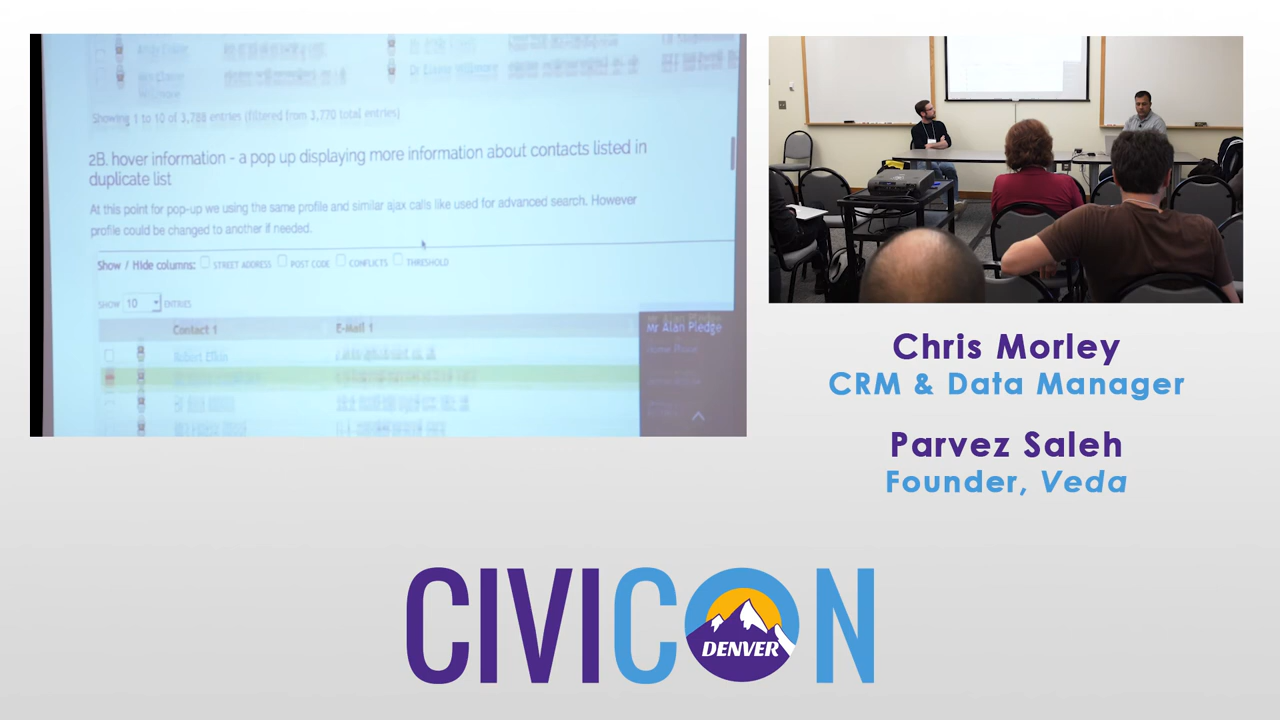 Showing 1 to 10 of 3,788 entries (filtered from 3,770 total entries)
2B. hover information - a pop up displaying more information about contacts listed in
duplicate list
At this point for pop-up we using the same profile and similar ajax calls like used for advanced search. However
profile could be changed to another if needed.
Show / Hide columns: STREET ADDRESS POST CODE CONFLICTS THRESHOLD
SHOW 10 ENTRIES
Contact 1 E-Mail 1
Mr Alan Pledge
Chris Morley
CRM & Data Manager
Parvez Saleh
Founder, Veda
CIVICON
DENVER